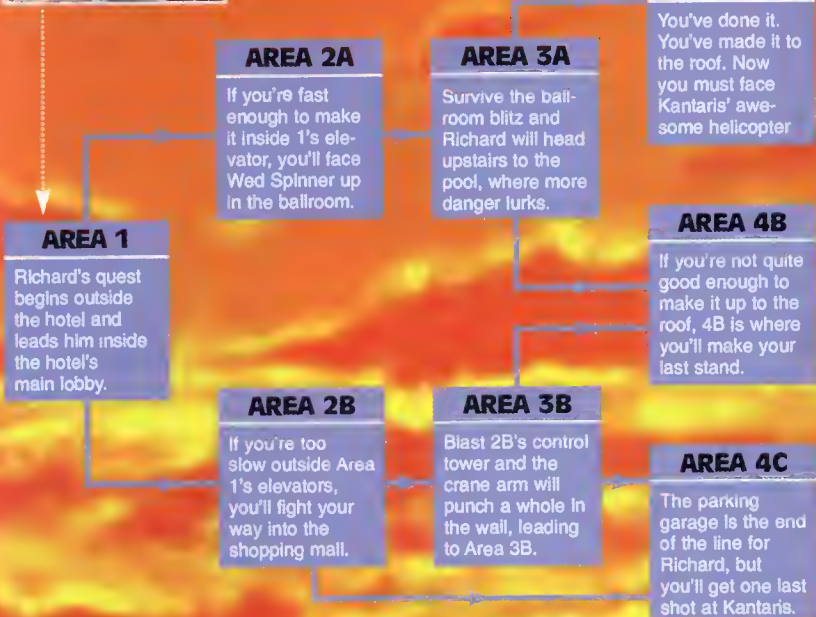 AREA 2A
If you're fast
enough to make
it inside 1's ele-
vator, you'll face
Wed Spinner up
in the ballroom.
AREA 3A
Survive the ball-
room blitz and
Richard will head
upstairs to the
pool, where more
danger lurks.
You've done it.
You've made it to
the roof. Now
you must face
Kantaris' awe-
some helicopter
AREA 1
Richard's quest
begins outside
the hotel and
leads him inside
the hotel's
main lobby.
AREA 4B
If you're not quite
good enough to
make it up to the
roof, 4B is where
you'll make your
last stand.
AREA 2B
If you're too
slow outside Area
1's elevators,
you'll fight your
way into the
shopping mall.
AREA 3B
Blast 2B's control
tower and the
crane arm will
punch a whole in
the wall, leading
to Area 3B.
AREA 4C
The parking
garage is the end
of the line for
Richard, but
you'll get one last
shot at Kantaris.